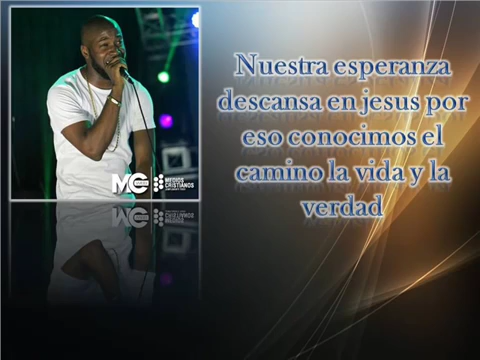 Nuestra esperanza
descansa en jesus por
eso conocimos el
camino la vida y la
verdad
MC
MEDIOS
CRISTIANOS